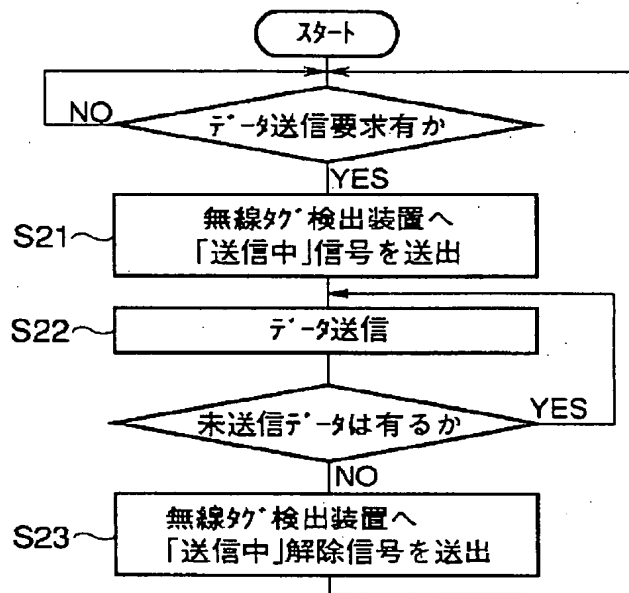 スタート
データ送信要求有か
NO
YES
S21
無線タグ検出装置へ
「送信中」信号を送出
S22
データ送信
未送信データは有るか
YES
NO
S23
無線タグ検出装置へ
「送信中」解除信号を送出